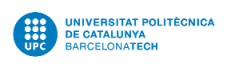 UPC
UNIVERSITAT POLITÈCNICA
DE CATALUNYA
BARCELONATECH